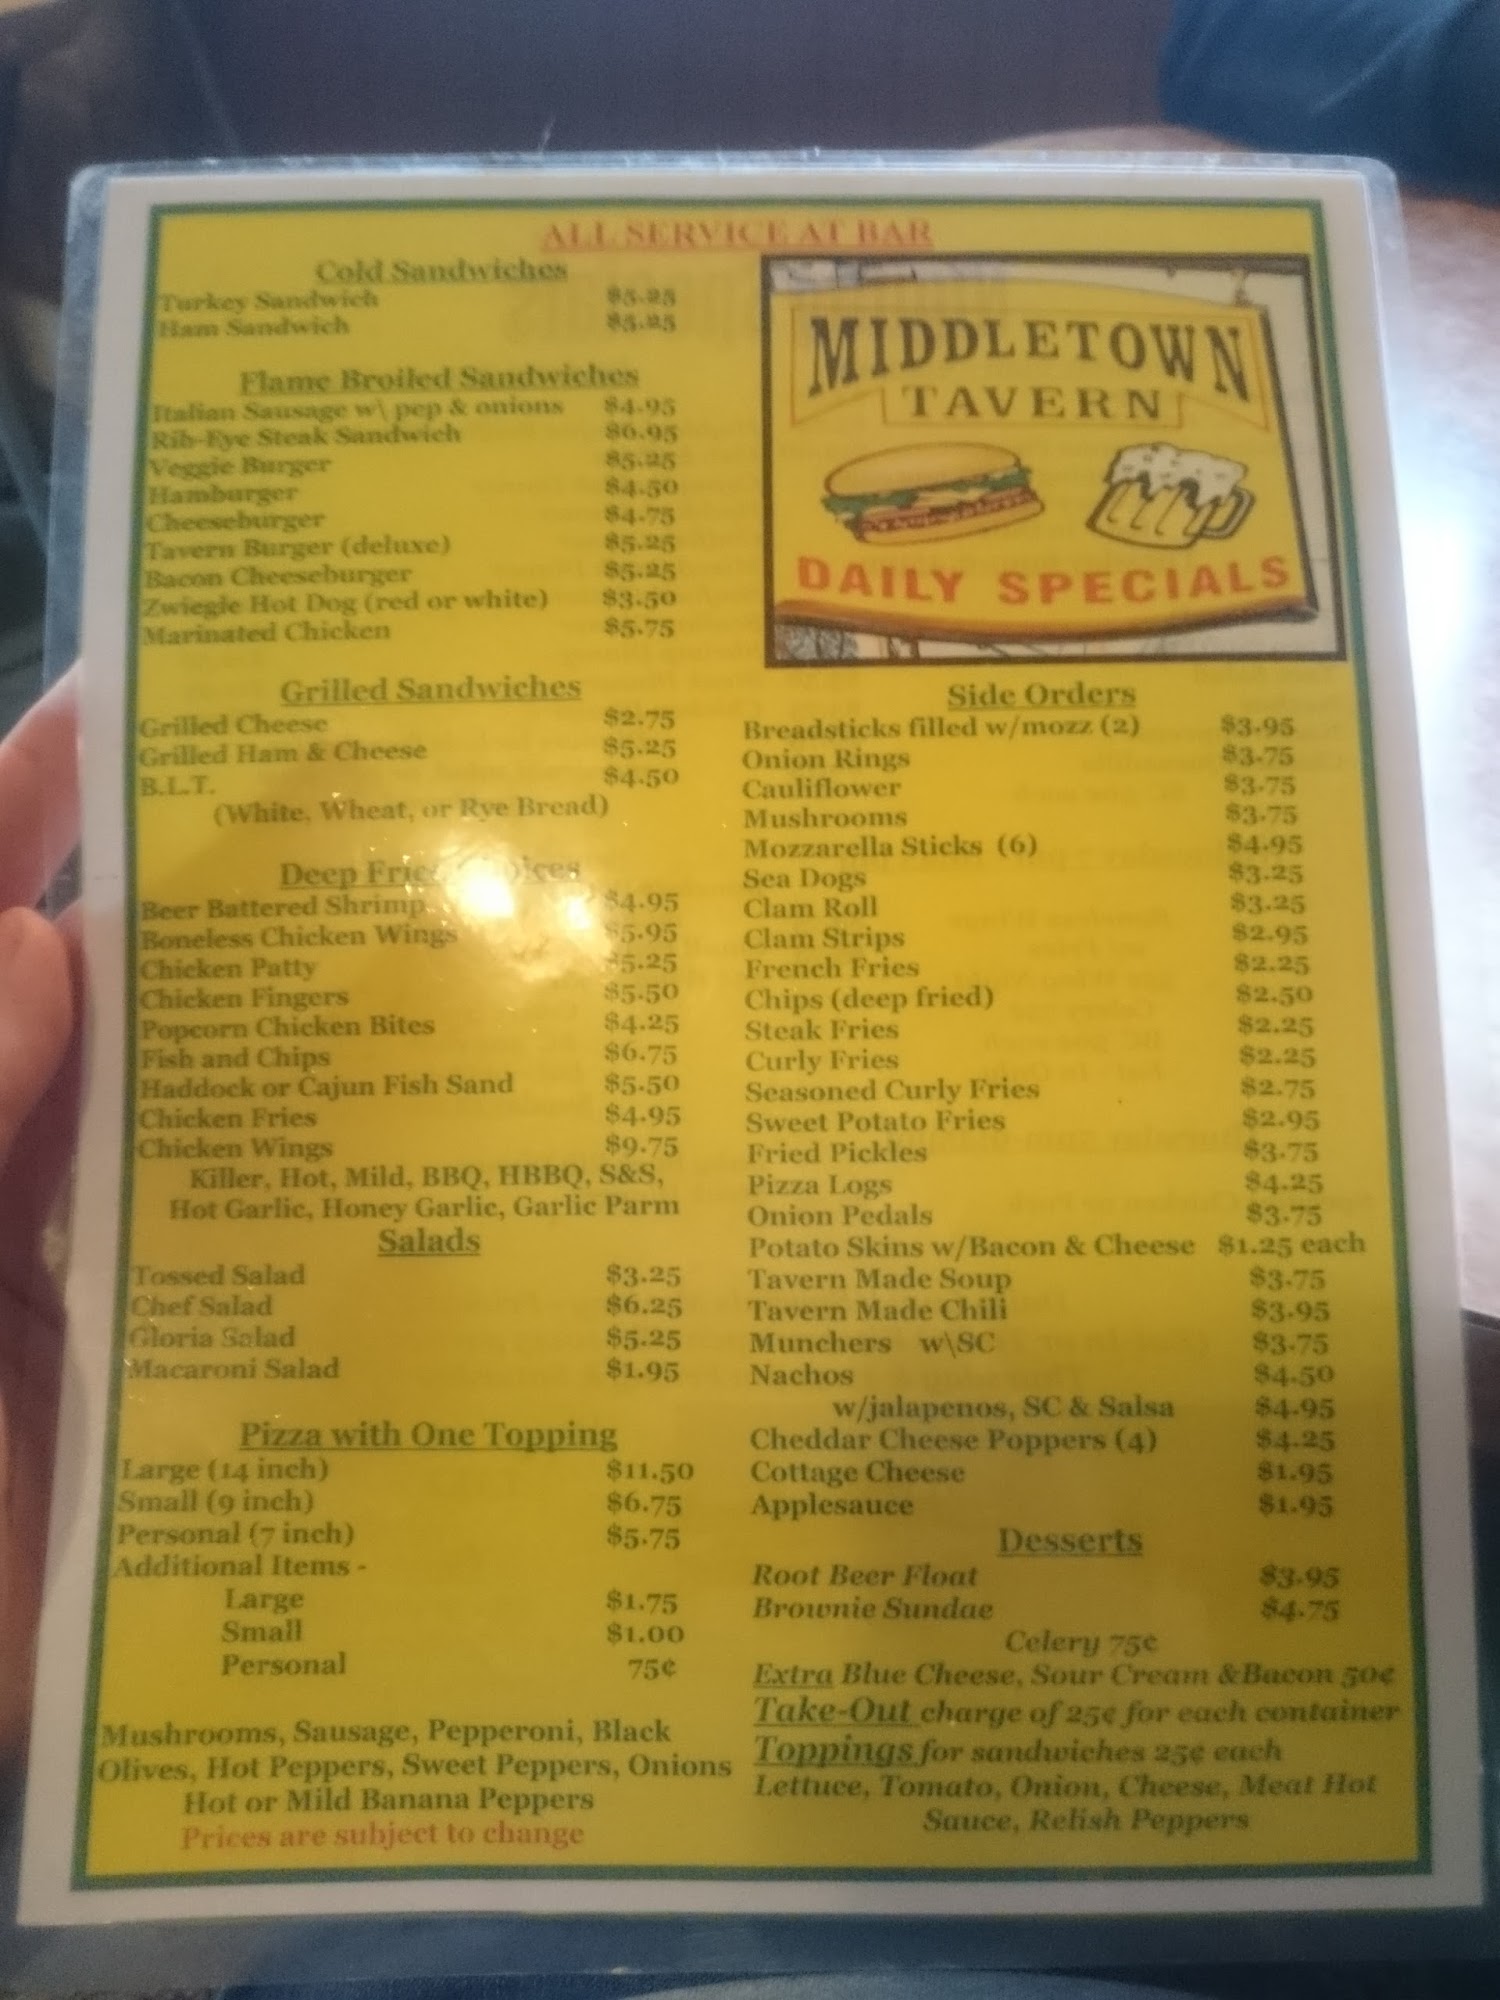 ALL SERVICE AT BAR
Cold Sandwiches
Turkey Sandwich $5.25
Ham Sandwich $5.25
Flame Broiled Sandwiches
Italian Sausage w\ pep & onions $4.95
Rib-Eye Steak Sandwich $6.95
Veggie Burger $5.25
Hamburger $4.50
Cheeseburger $4.75
Tavern Burger (deluxe) $5.25
Bacon Cheeseburger $5.25
Zwiegle Hot Dog (red or white) $3.50
Marinated Chicken $5.75
Grilled Sandwiches
Grilled Cheese $2.75
Grilled Ham & Cheese $5.25
B.L.T. $4.50
(White, Wheat, or Rye Bread)
Deep Fried
Beer Battered Shrimp $4.95
Boneless Chicken Wings $5.95
Chicken Patty $5.25
Chicken Fingers $5.50
Popcorn Chicken Bites $4.25
Fish and Chips $6.75
Haddock or Cajun Fish Sand $5.50
Chicken Fries $4.95
Chicken Wings $9.75
Killer, Hot, Mild, BBQ, HBBQ, S&S,
Hot Garlic, Honey Garlic, Garlic Parm
Salads
Tossed Salad $3.25
Chef Salad $6.25
Gloria Salad $5.25
Macaroni Salad $1.95
Pizza with One Topping
Large (14 inch) $11.50
Small (9 inch) $6.75
Personal (7 inch) $5.75
Additional Items -
Large $1.75
Small $1.00
Personal 75¢
Mushrooms, Sausage, Pepperoni, Black
Olives, Hot Peppers, Sweet Peppers, Onions
Hot or Mild Banana Peppers
Prices are subject to change
MIDDLETOWN
TAVERN
DAILY SPECIALS
Side Orders
Breadsticks filled w/mozz (2) $3.95
Onion Rings $3.75
Cauliflower $3.75
Mushrooms $3.75
Mozzarella Sticks (6) $4.95
Sea Dogs $3.25
Clam Roll $3.25
Clam Strips $2.95
French Fries $2.25
Chips (deep fried) $2.50
Steak Fries $2.25
Curly Fries $2.25
Seasoned Curly Fries $2.75
Sweet Potato Fries $2.95
Fried Pickles $3.75
Pizza Logs $4.25
Onion Pedals $3.75
Potato Skins w/Bacon & Cheese $1.25 each
Tavern Made Soup $3.75
Tavern Made Chili $3.95
Munchers w\SC $3.75
Nachos $4.50
w/jalapenos, SC & Salsa $4.95
Cheddar Cheese Poppers (4) $4.25
Cottage Cheese $1.95
Applesauce $1.95
Desserts
Root Beer Float $3.95
Brownie Sundae $4.75
Celery 75¢
Extra Blue Cheese, Sour Cream &Bacon 50¢
Take-Out charge of 25¢ for each container
Toppings for sandwiches 25¢ each
Lettuce, Tomato, Onion, Cheese, Meat Hot
Sauce, Relish Peppers